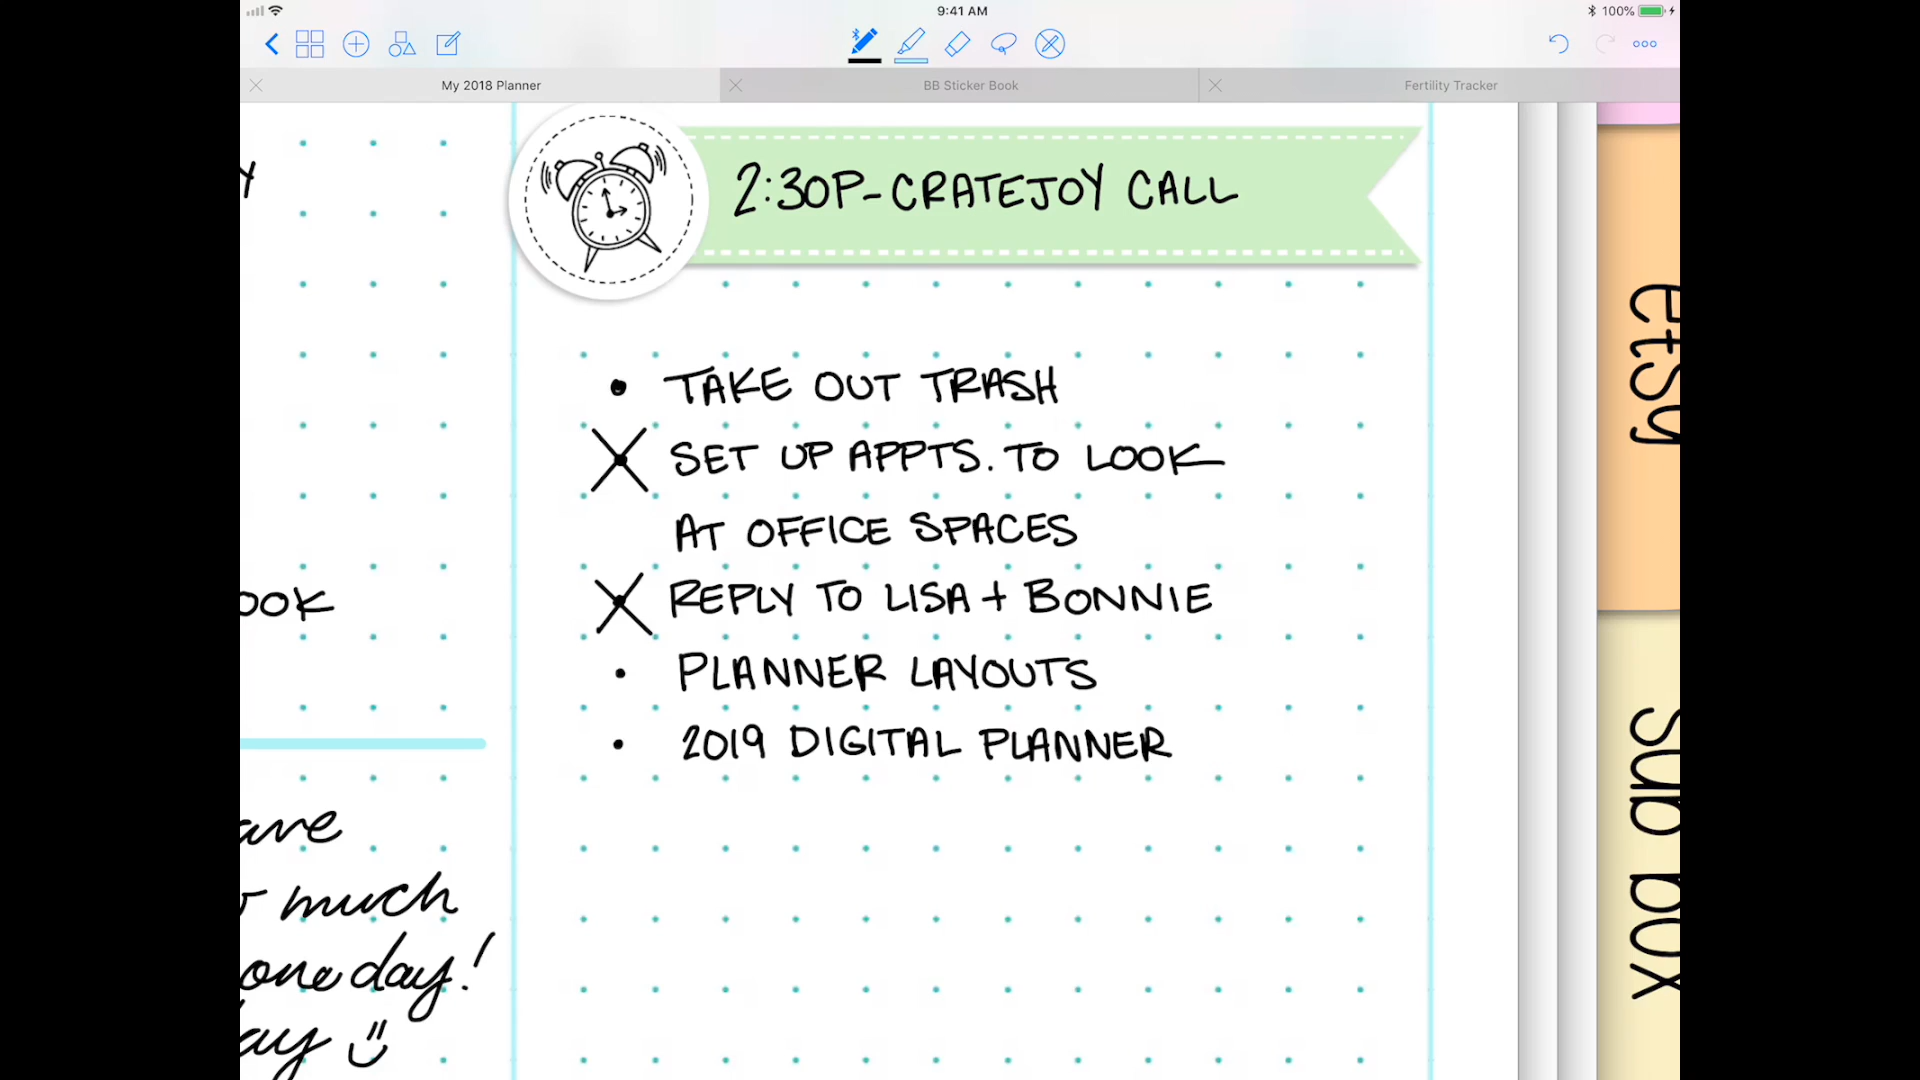 9:41 AM
100%
My 2018 Planner
BB Sticker Book
Fertility Tracker
2:30P-CRATEJOY CALL
• TAKE OUT TRASH
• SET UP APPTS. TO LOOK
AT OFFICE SPACES
• REPLY TO LISA + BONNIE
• PLANNER LAYOUTS
• 2019 DIGITAL PLANNER
much
one day!
etsy
sub box